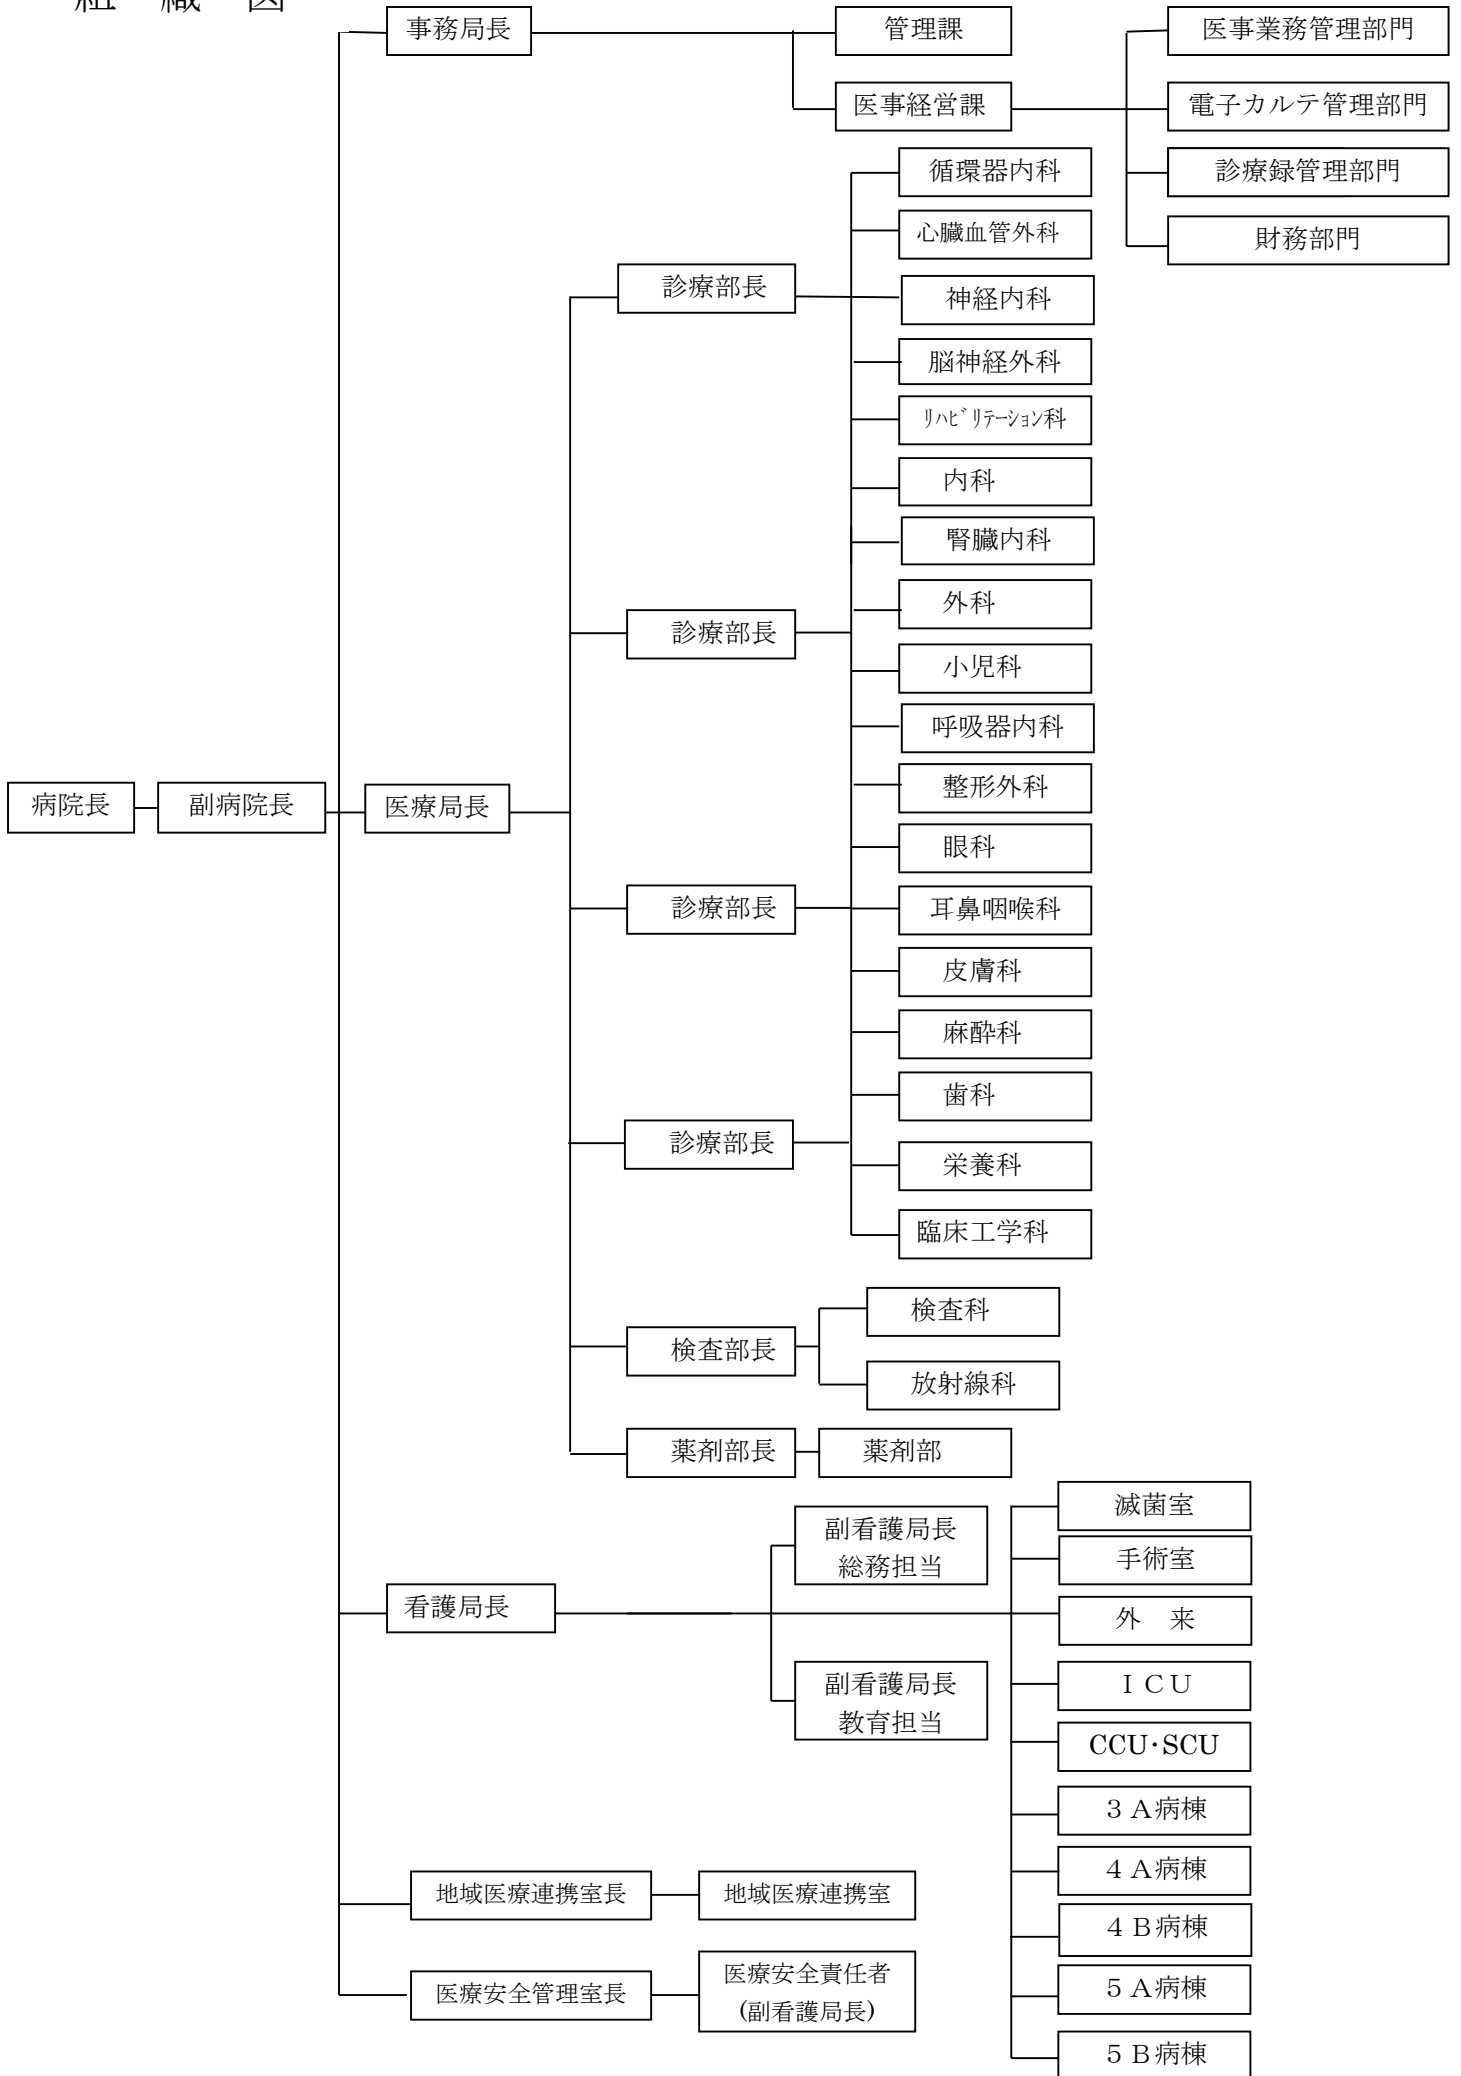 組 織 図
事務局長
管理課
医事業務管理部門
医事経営課
電子カルテ管理部門
診療録管理部門
財務部門
循環器内科
心臓血管外科
診療部長
神経内科
脳神経外科
ﾘﾊﾋﾞﾘﾃｰｼｮﾝ科
内科
腎臓内科
外科
診療部長
小児科
呼吸器内科
整形外科
病院長
副病院長
医療局長
眼科
診療部長
耳鼻咽喉科
皮膚科
麻酔科
歯科
診療部長
栄養科
臨床工学科
検査科
検査部長
放射線科
薬剤部長
薬剤部
滅菌室
副看護局長
総務担当
手術室
看護局長
外　来
ＩＣＵ
副看護局長
教育担当
CCU･SCU
３Ａ病棟
４Ａ病棟
地域医療連携室長
地域医療連携室
４Ｂ病棟
医療安全管理室長
医療安全責任者
(副看護局長)
５Ａ病棟
５Ｂ病棟